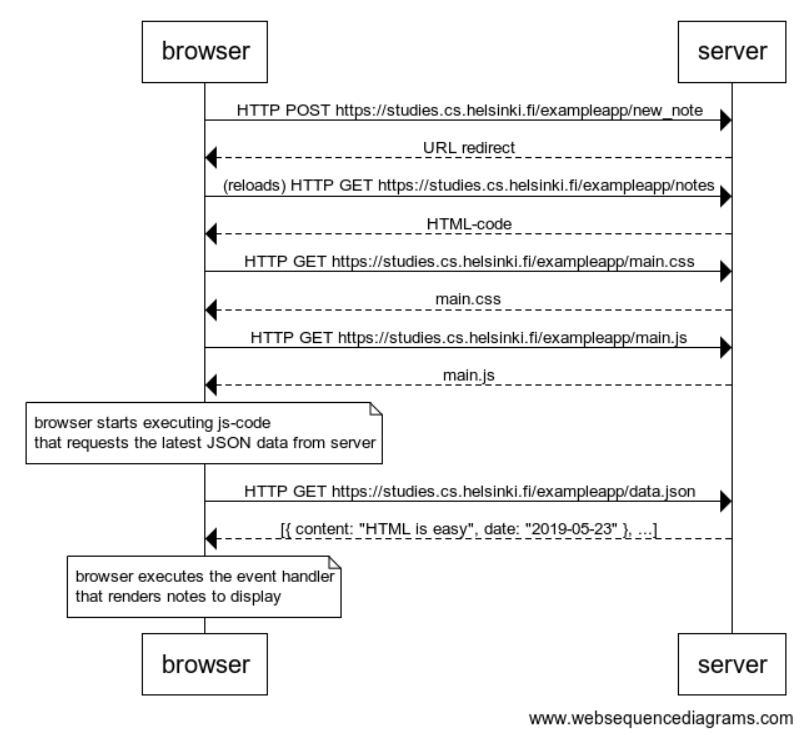 browser
server
HTTP POST https://studies.cs.helsinki.fi/exampleapp/new_note
URL redirect
(reloads) HTTP GET https://studies.cs.helsinki.fi/exampleapp/notes
HTML-code
HTTP GET https://studies.cs.helsinki.fi/exampleapp/main.css
main.css
HTTP GET https://studies.cs.helsinki.fi/exampleapp/main.js
main.js
browser starts executing js-code
that requests the latest JSON data from server
HTTP GET https://studies.cs.helsinki.fi/exampleapp/data.json
[{ content: "HTML is easy", date: "2019-05-23" }, ...]
browser executes the event handler
that renders notes to display
browser
server
www.websequencediagrams.com